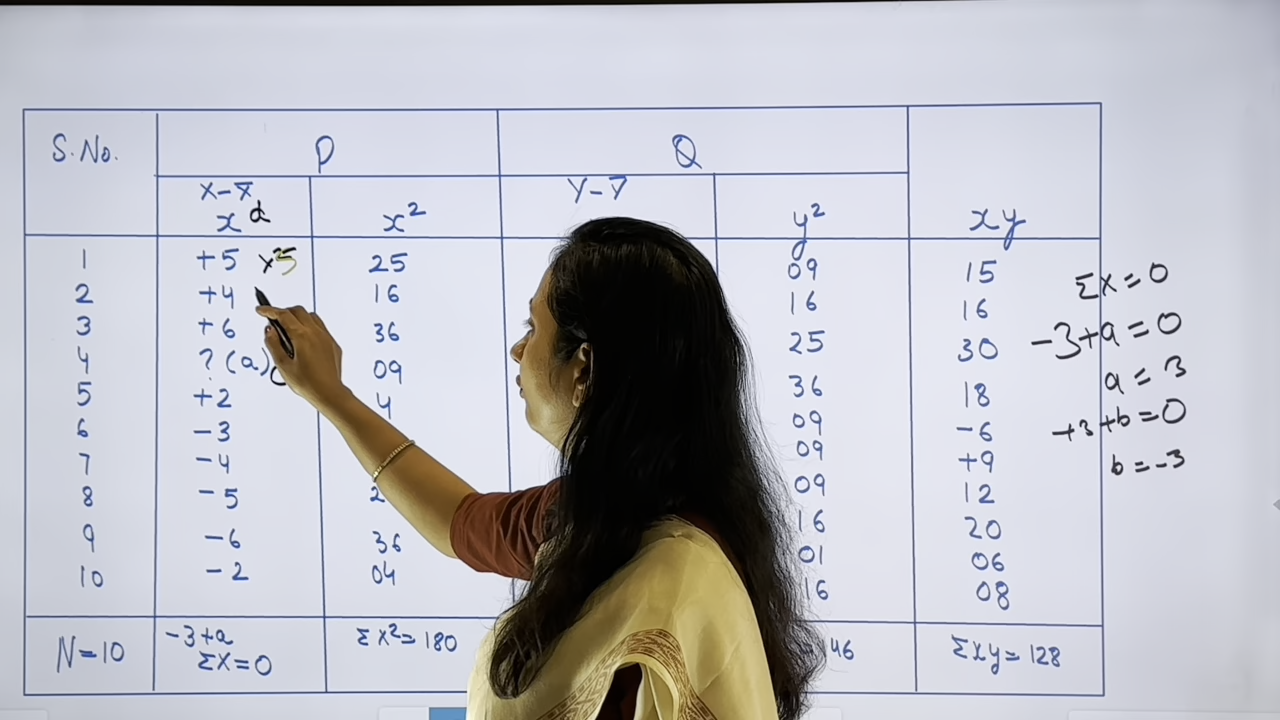 S.No. P Q
X-X̄ Y-Ȳ
x d x² y² xy
1 +5 x 5 25 09 15
2 +4 16 16 16
3 +6 36 25 30
4 ? (a) 09 36 18
5 +2 4 09 -6
6 -3 09 +9
7 -4 09 12
8 -5 2 16 20
9 -6 36 01 06
10 -2 04 16 08
N=10 -3+a Σx²=180 =146 Σxy=128
Σx=0
Σx=0
-3+a=0
a=3
+3+b=0
b=-3